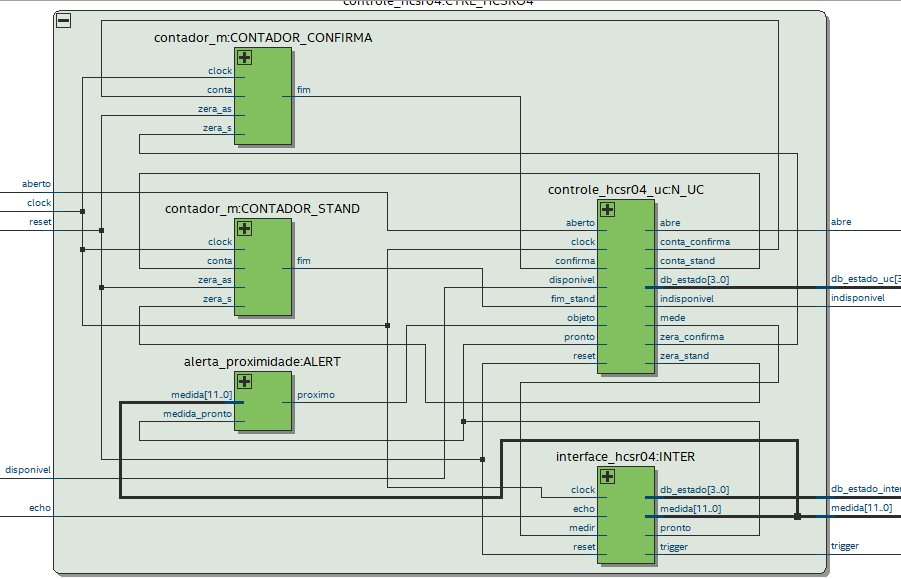 controle_hcsr04:CTRL_HCSR04
contador_m:CONTADOR_CONFIRMA
clock
conta
fim
zera_as
zera_s
aberto
clock
reset
contador_m:CONTADOR_STAND
clock
conta
fim
zera_as
zera_s
controle_hcsr04_uc:N_UC
aberto
abre
clock
conta_confirma
confirma
conta_stand
disponivel
db_estado[3..0]
fim_stand
indisponivel
objeto
mede
pronto
zera_confirma
reset
zera_stand
abre
db_estado_uc[3
indisponivel
alerta_proximidade:ALERT
medida[11..0]
proximo
medida_pronto
disponivel
echo
interface_hcsr04:INTER
clock
db_estado[3..0]
echo
medida[11..0]
medir
pronto
reset
trigger
db_estado_inter
medida[11..0]
trigger